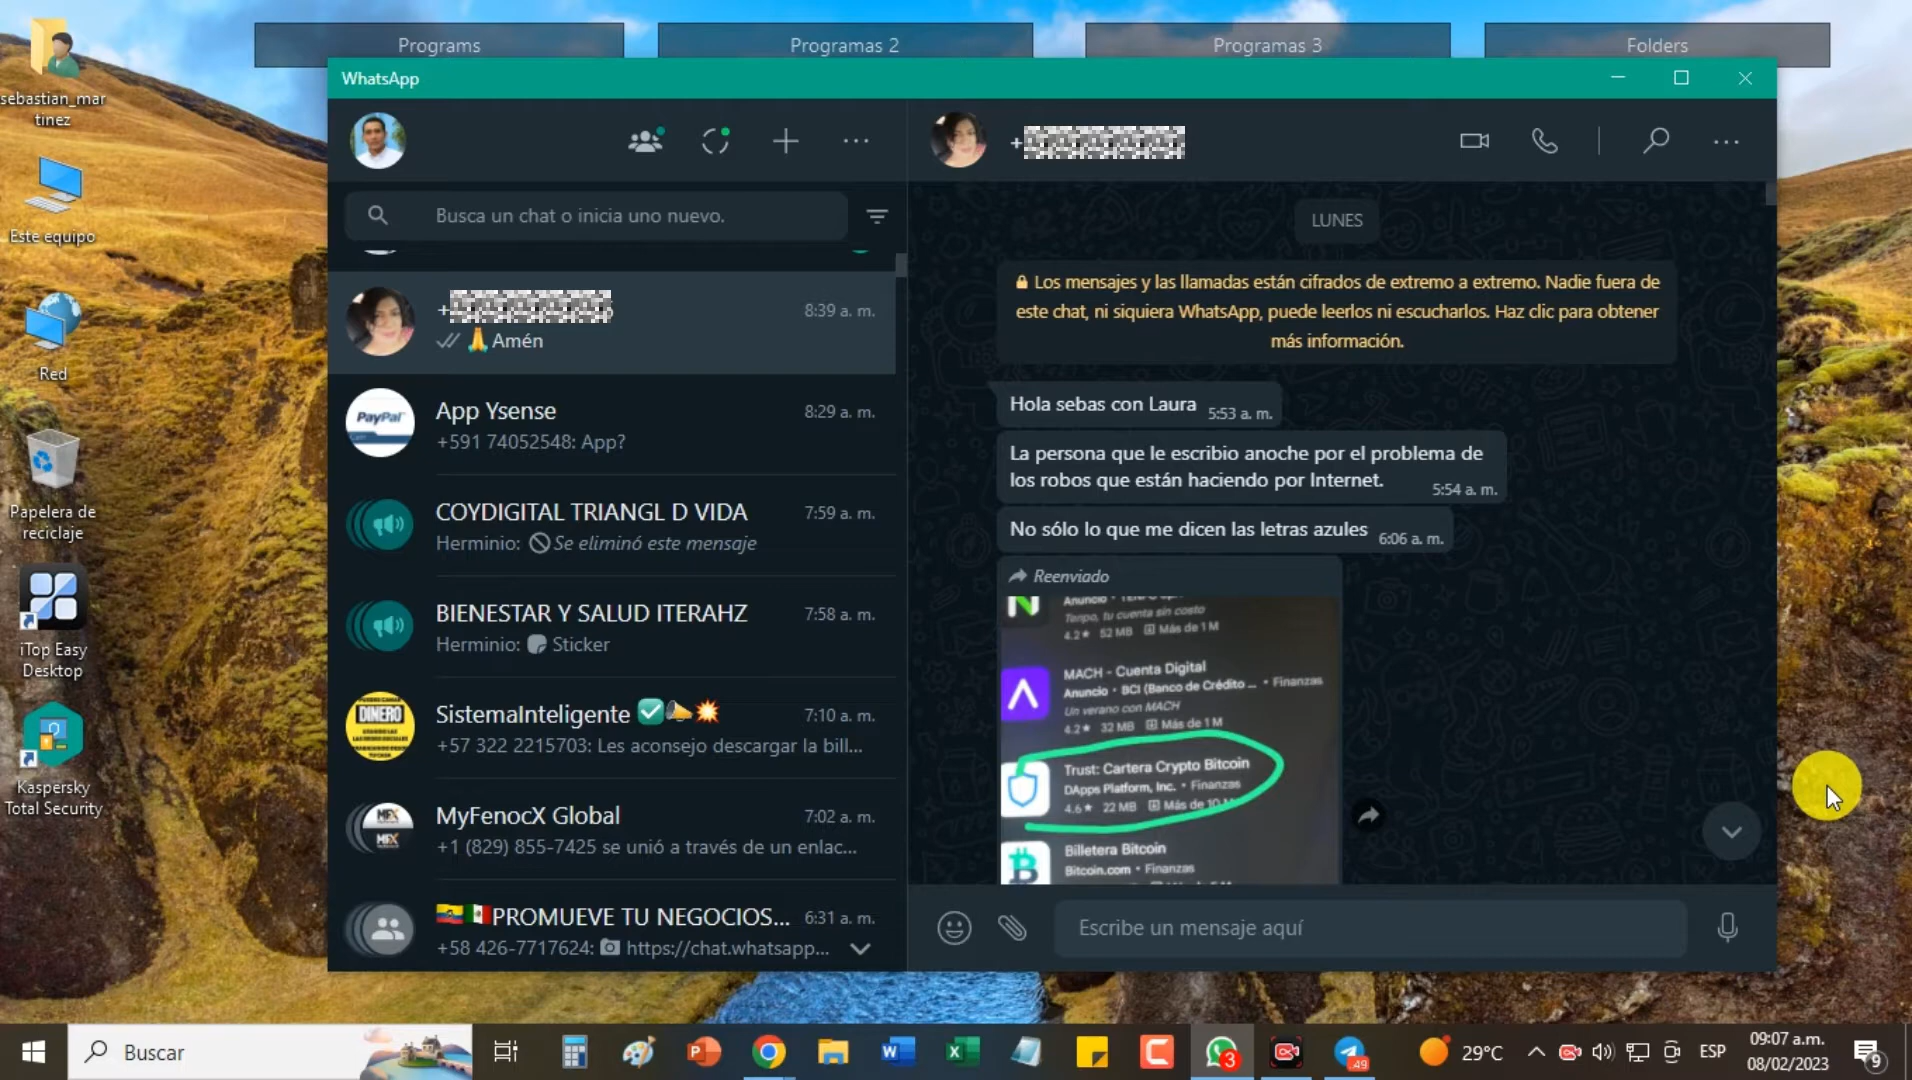 Programs
Programas 2
Programas 3
Folders
sebastian_mar
tinez
Este equipo
Red
Papelera de
reciclaje
iTop Easy
Desktop
Kaspersky
Total Security
WhatsApp
Busca un chat o inicia uno nuevo.
+
8:39 a. m.
🙏 Amén
PayPal
App Ysense
8:29 a. m.
+591 74052548: App?
COYDIGITAL TRIANGL D VIDA
7:59 a. m.
Herminio: Se eliminó este mensaje
BIENESTAR Y SALUD ITERAHZ
7:58 a. m.
Herminio: Sticker
DINERO
SistemaInteligente ✅📣💥
7:10 a. m.
+57 322 2215703: Les aconsejo descargar la bill...
MyFenocX Global
7:02 a. m.
+1 (829) 855-7425 se unió a través de un enlac...
🇪🇨🇲🇽PROMUEVE TU NEGOCIOS...
6:31 a. m.
+58 426-7717624: https://chat.whatsapp...
+
LUNES
Los mensajes y las llamadas están cifrados de extremo a extremo. Nadie fuera de
este chat, ni siquiera WhatsApp, puede leerlos ni escucharlos. Haz clic para obtener
más información.
Hola sebas con Laura 5:53 a. m.
La persona que le escribio anoche por el problema de
los robos que están haciendo por Internet. 5:54 a. m.
No sólo lo que me dicen las letras azules 6:06 a. m.
Reenviado
Tenpo, tu cuenta sin costo
4.2★ 52 MB Más de 1 M
MACH - Cuenta Digital
Anuncio • BCI (Banco de Crédito ... • Finanzas
Un verano con MACH
4.2★ 32 MB Más de 1 M
Trust: Cartera Crypto Bitcoin
DApps Platform, Inc. • Finanzas
4.6★ 22 MB Más de 10 M
Billetera Bitcoin
Bitcoin.com • Finanzas
Escribe un mensaje aquí
Buscar
3
49
29°C
ESP
09:07 a.m.
08/02/2023
9